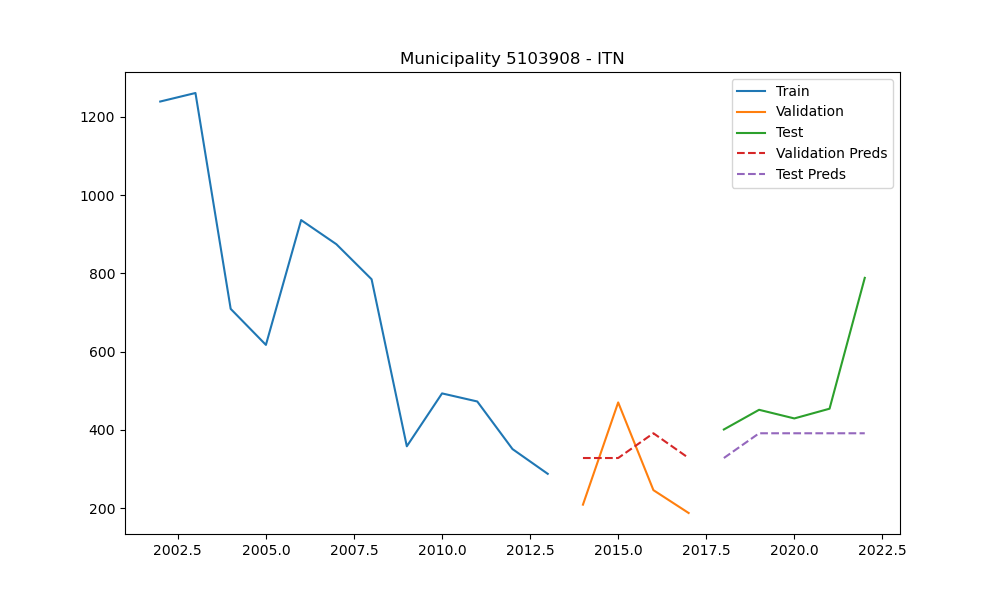 Municipality 5103908 - ITN
Train
Validation
Test
Validation Preds
Test Preds
1200
1000
800
600
400
200
2002.5 2005.0 2007.5 2010.0 2012.5 2015.0 2017.5 2020.0 2022.5